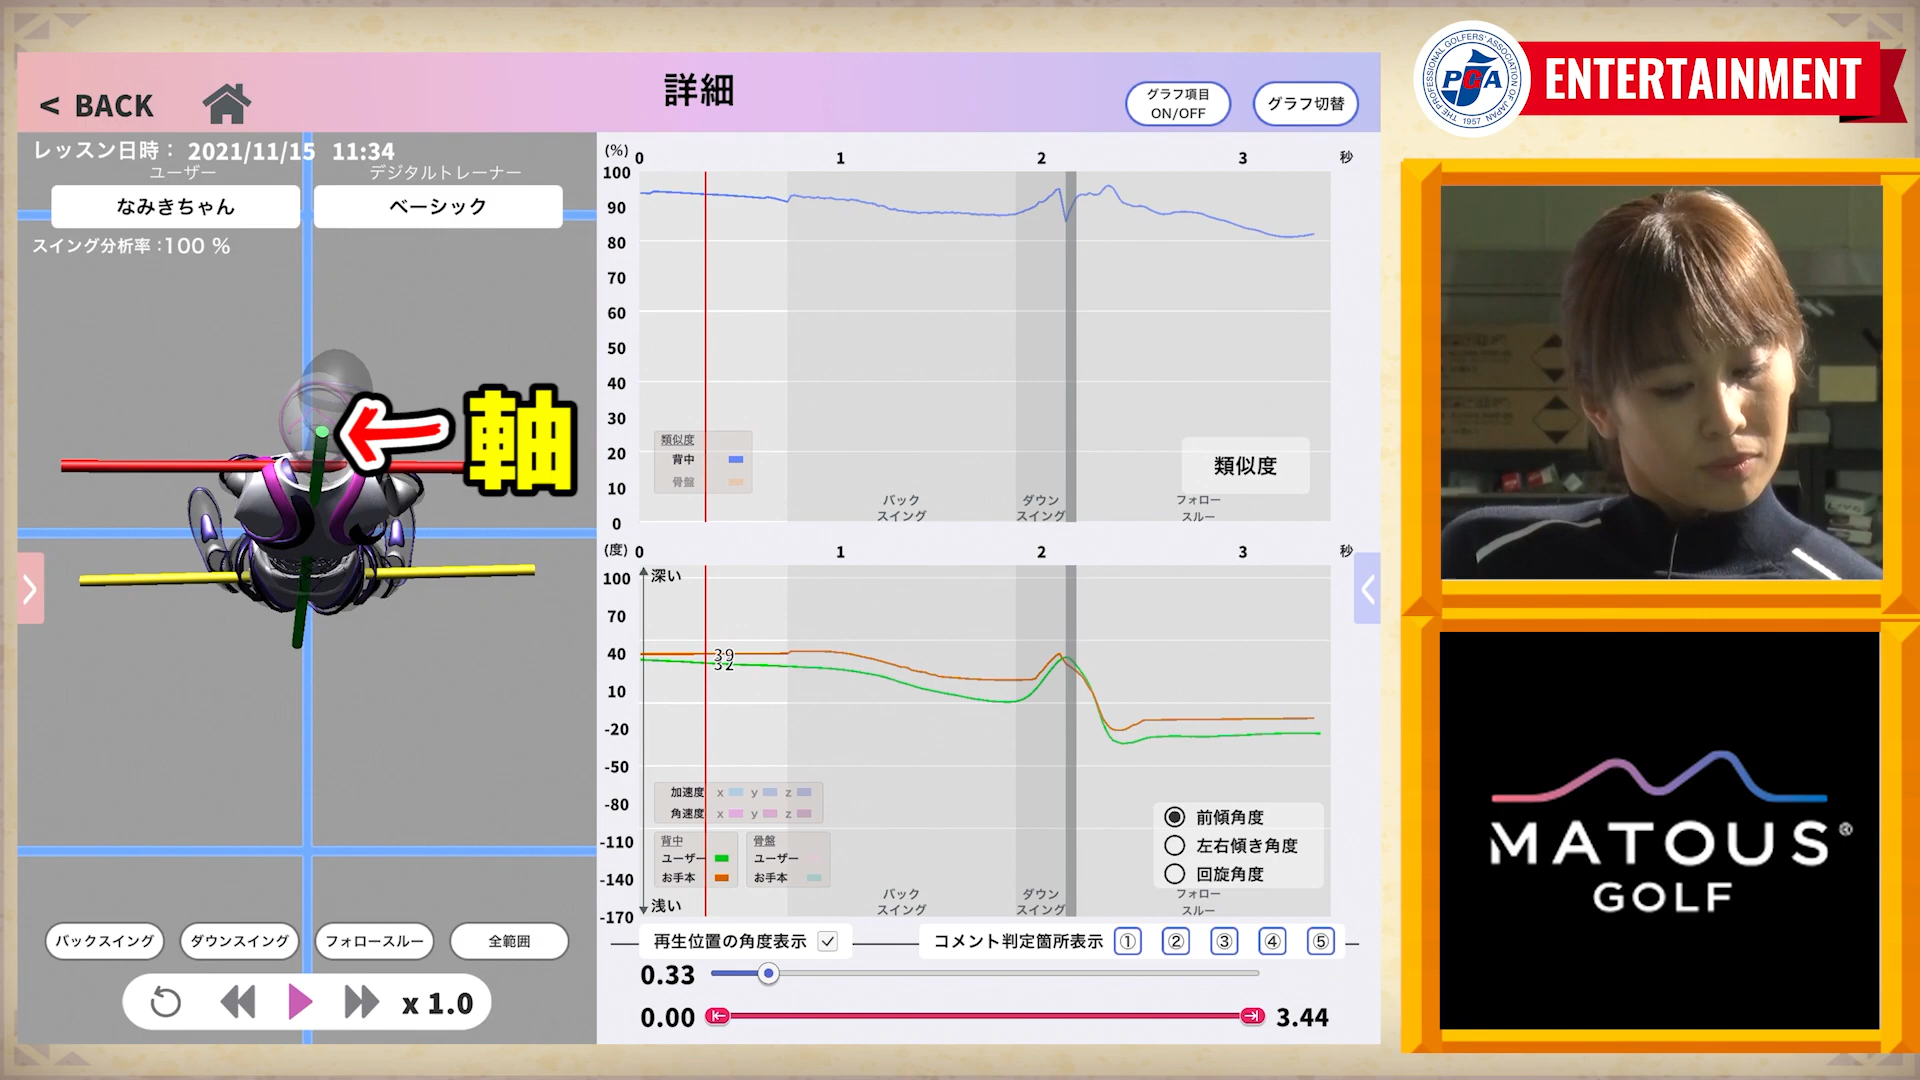 < BACK
詳細
グラフ項目
ON/OFF
グラフ切替
THE PROFESSIONAL GOLFERS' ASSOCIATION OF JAPAN
PGA
1957
ENTERTAINMENT
レッスン日時： 2021/11/15 11:34
ユーザー
デジタルトレーナー
なみきちゃん
ベーシック
スイング分析率：100 %
軸
(%) 0 1 2 3 秒
100
90
80
70
60
50
40
30
20
10
0
類似度
背中
骨盤
類似度
バック
スイング
ダウン
スイング
フォロー
スルー
(度) 0 1 2 3 秒
100
70
40
10
-20
-50
-80
-110
-140
-170
深い
39
32
浅い
加速度 x y z
角速度 x y z
背中
ユーザー
お手本
骨盤
ユーザー
お手本
前傾角度
左右傾き角度
回旋角度
バック
スイング
ダウン
スイング
フォロー
スルー
再生位置の角度表示
コメント判定箇所表示 ① ② ③ ④ ⑤
バックスイング
ダウンスイング
フォロースルー
全範囲
x 1.0
0.33
0.00
3.44
MATOUS®
GOLF